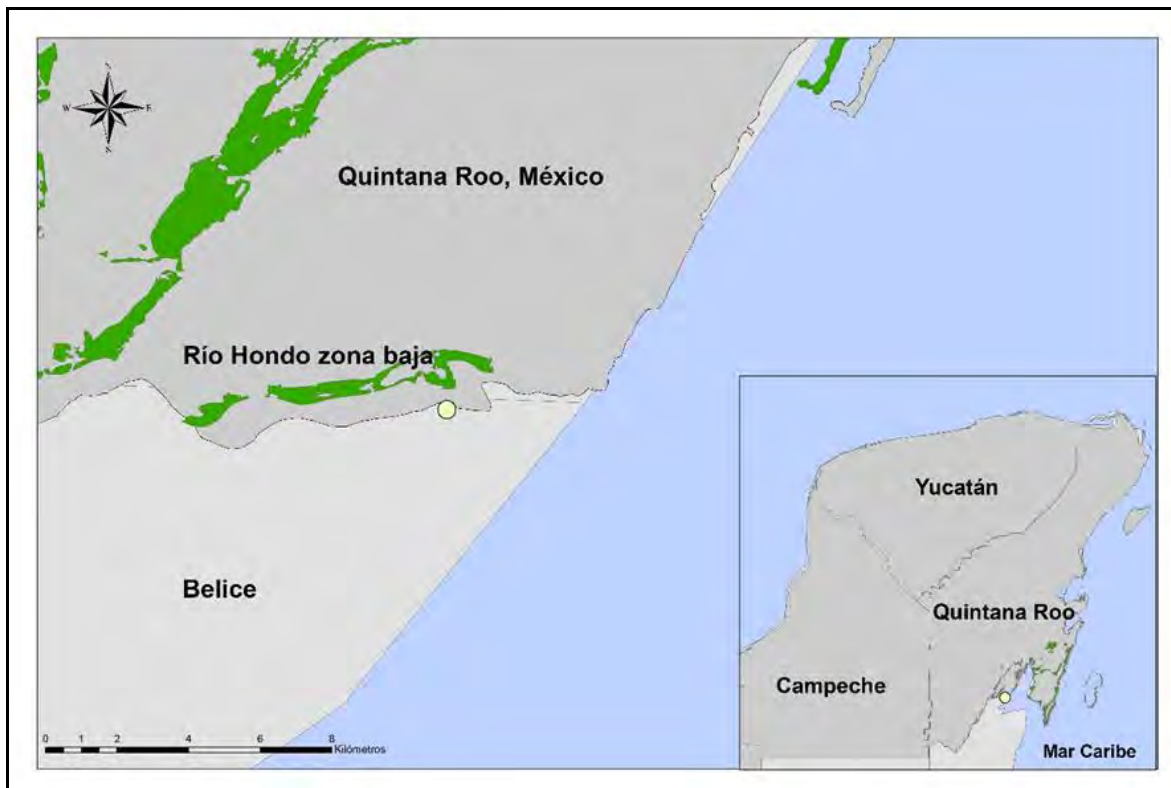 N
W E
S
Quintana Roo, México
Río Hondo zona baja
Belice
0 2 4 6 8
Kilómetros
Yucatán
Quintana Roo
Campeche
Mar Caribe